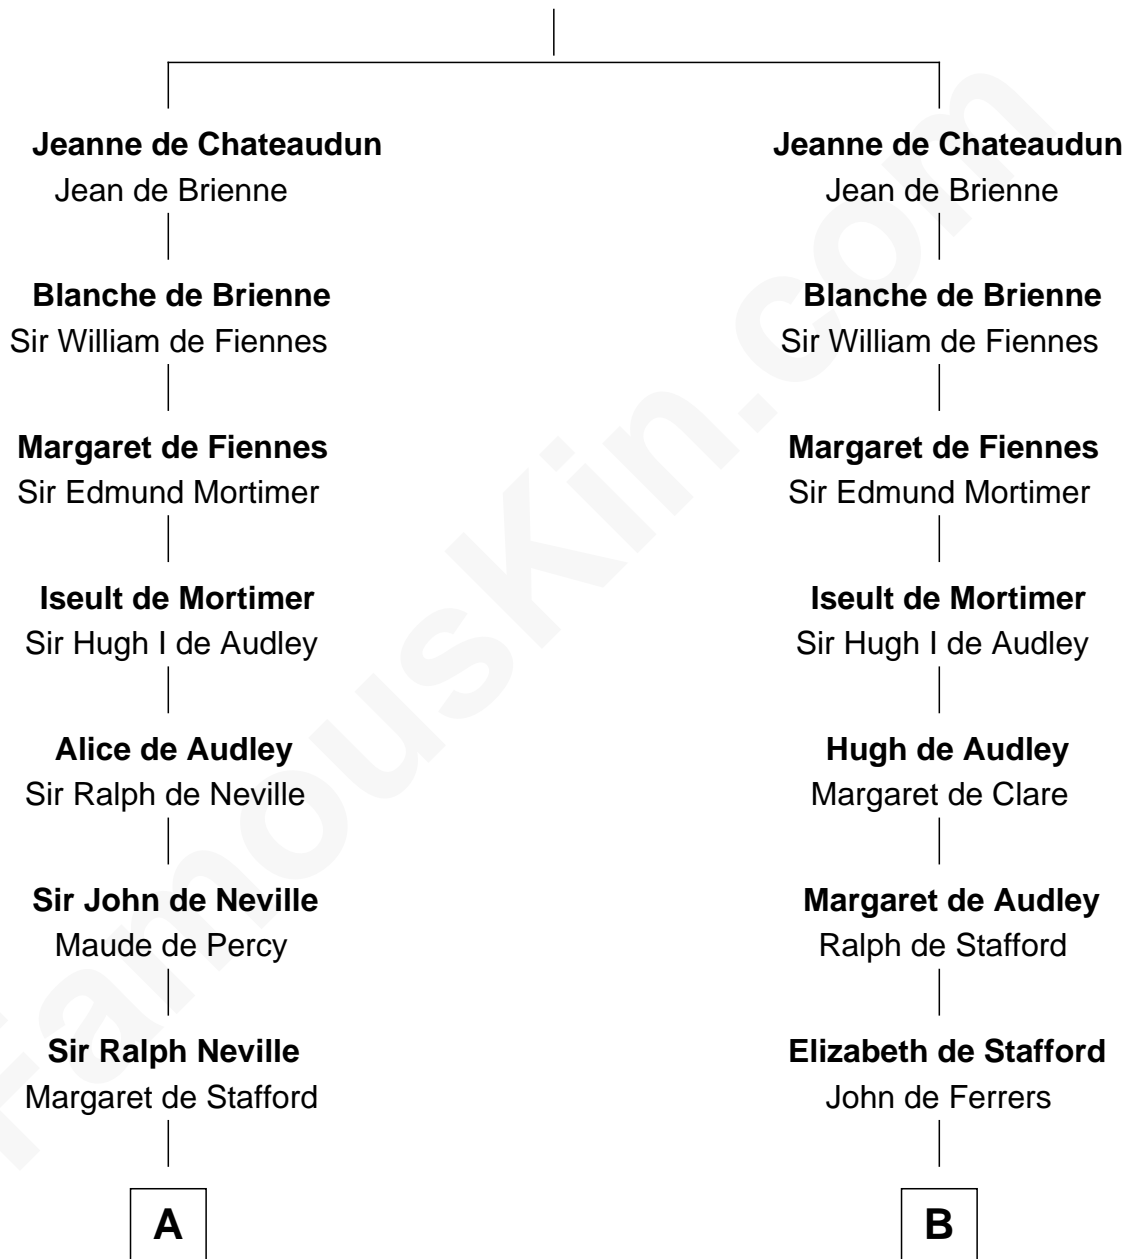 Jeanne de Chateaudun
Jean de Brienne
Blanche de Brienne
Sir William de Fiennes
Margaret de Fiennes
Sir Edmund Mortimer
Iseult de Mortimer
Sir Hugh I de Audley
Alice de Audley
Sir Ralph de Neville
Sir John de Neville
Maude de Percy
Sir Ralph Neville
Margaret de Stafford
A
Jeanne de Chateaudun
Jean de Brienne
Blanche de Brienne
Sir William de Fiennes
Margaret de Fiennes
Sir Edmund Mortimer
Iseult de Mortimer
Sir Hugh I de Audley
Hugh de Audley
Margaret de Clare
Margaret de Audley
Ralph de Stafford
Elizabeth de Stafford
John de Ferrers
B
FamousKin.com